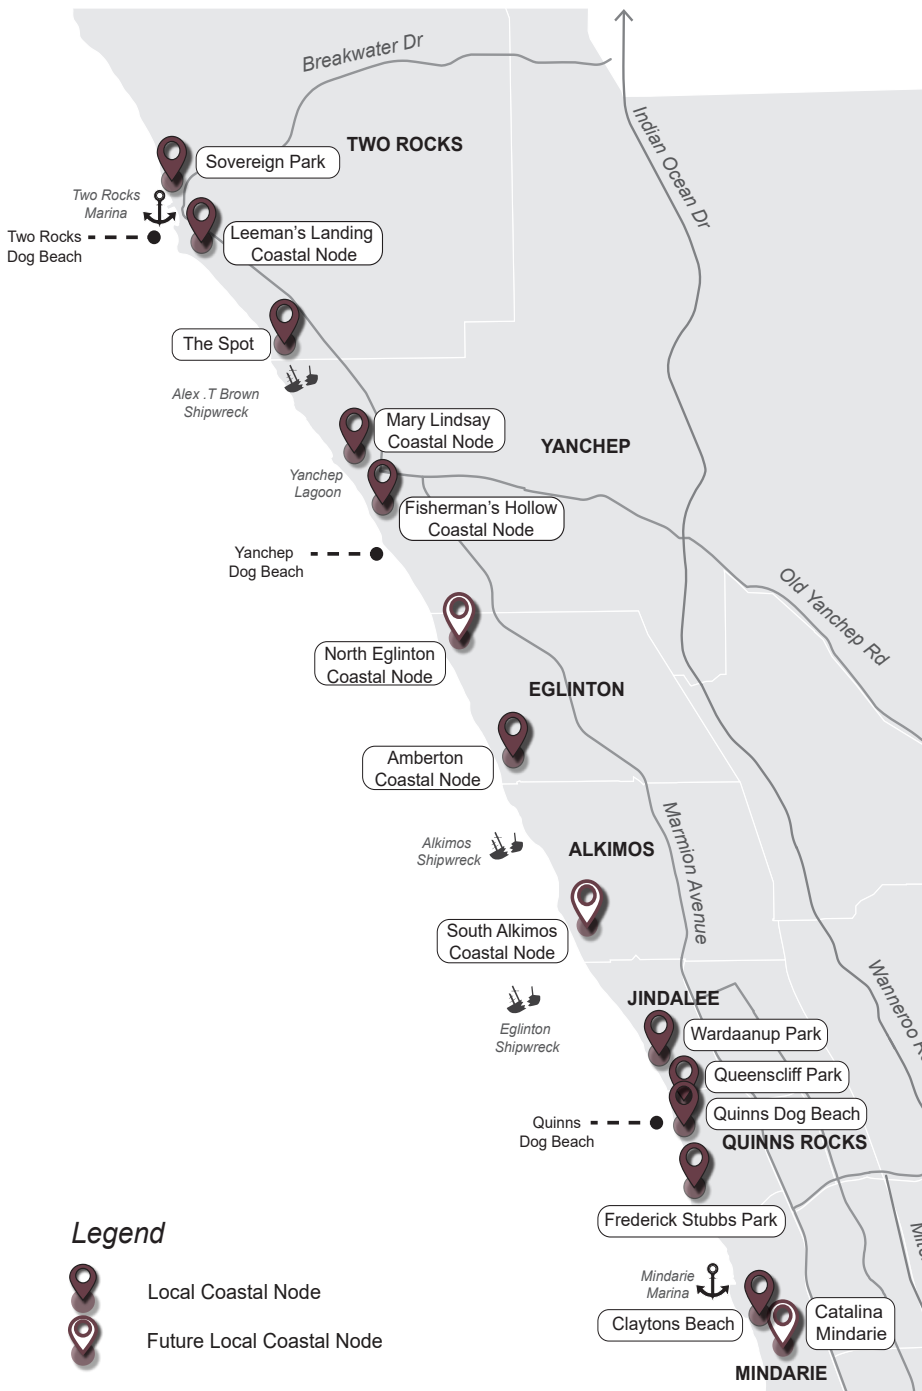 Breakwater Dr
Indian Ocean Dr
TWO ROCKS
Sovereign Park
Two Rocks
Marina
Two Rocks
Dog Beach
Leeman's Landing
Coastal Node
The Spot
Alex .T Brown
Shipwreck
Mary Lindsay
Coastal Node
YANCHEP
Yanchep
Lagoon
Fisherman's Hollow
Coastal Node
Yanchep
Dog Beach
Old Yanchep Rd
North Eglinton
Coastal Node
EGLINTON
Amberton
Coastal Node
Marmion Avenue
Alkimos
Shipwreck
ALKIMOS
South Alkimos
Coastal Node
Wanneroo
JINDALEE
Eglinton
Shipwreck
Wardaanup Park
Queenscliff Park
Quinns Dog Beach
Quinns
Dog Beach
QUINNS ROCKS
Frederick Stubbs Park
Mindarie
Marina
Claytons Beach
Catalina
Mindarie
MINDARIE
Legend
Local Coastal Node
Future Local Coastal Node